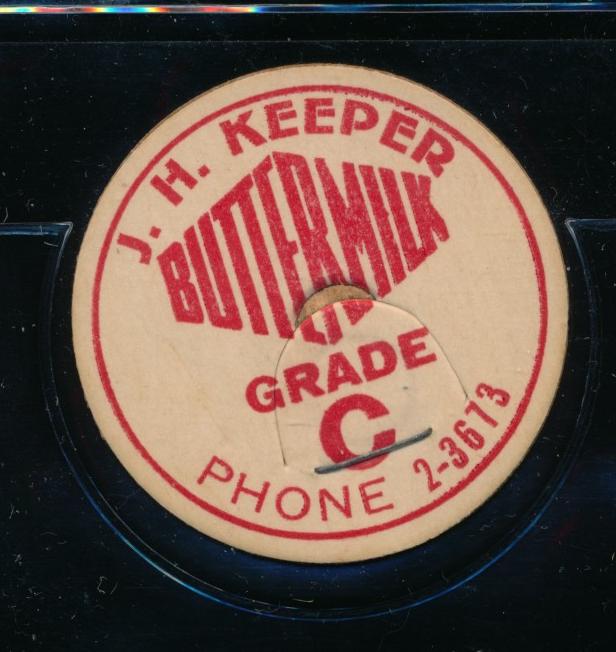 J. H. KEEPER
BUTTERMILK
GRADE
C
PHONE 2-3673